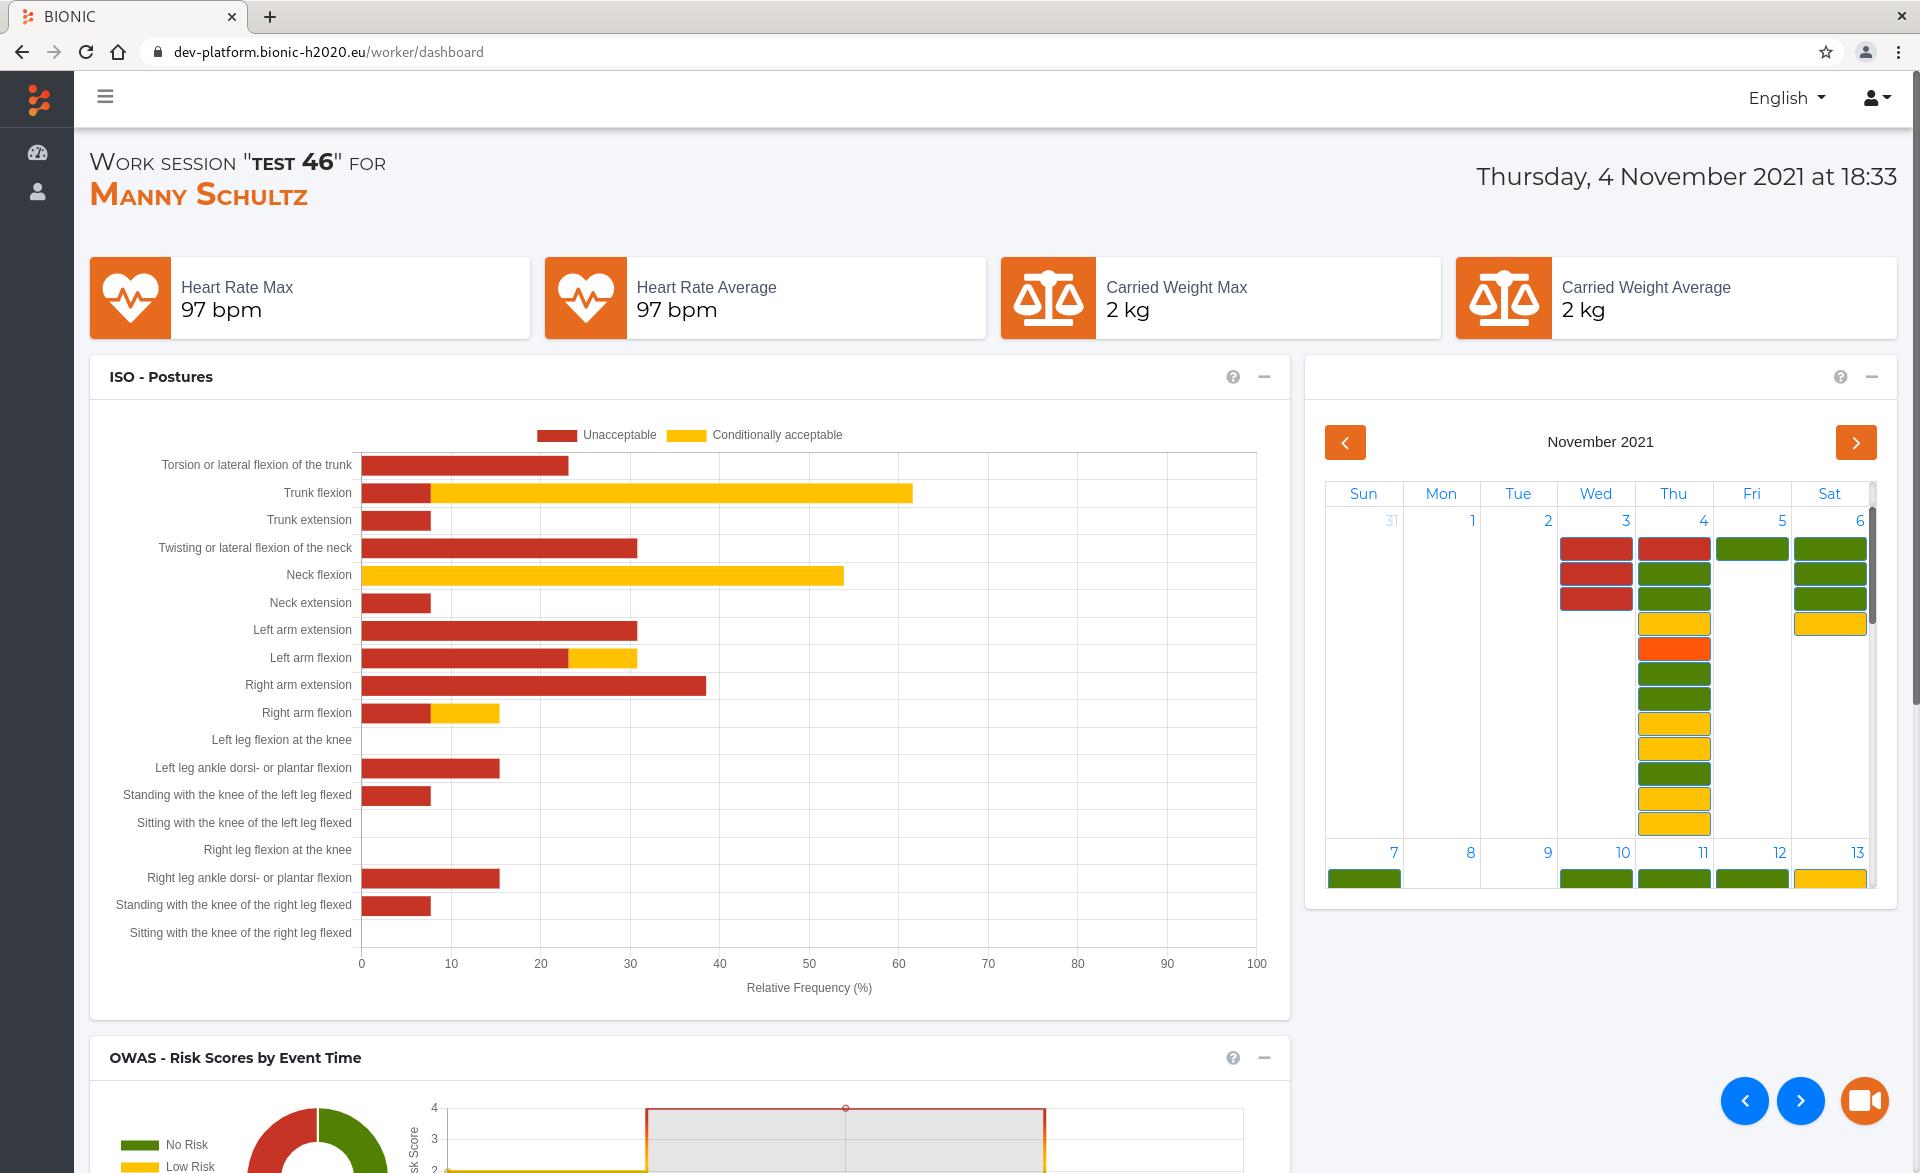 BIONIC
dev-platform.bionic-h2020.eu/worker/dashboard
English
Work session "test 46" for
Manny Schultz
Thursday, 4 November 2021 at 18:33
Heart Rate Max
97 bpm
Heart Rate Average
97 bpm
Carried Weight Max
2 kg
Carried Weight Average
2 kg
ISO - Postures
Unacceptable
Conditionally acceptable
Torsion or lateral flexion of the trunk
Trunk flexion
Trunk extension
Twisting or lateral flexion of the neck
Neck flexion
Neck extension
Left arm extension
Left arm flexion
Right arm extension
Right arm flexion
Left leg flexion at the knee
Left leg ankle dorsi- or plantar flexion
Standing with the knee of the left leg flexed
Sitting with the knee of the left leg flexed
Right leg flexion at the knee
Right leg ankle dorsi- or plantar flexion
Standing with the knee of the right leg flexed
Sitting with the knee of the right leg flexed
0 10 20 30 40 50 60 70 80 90 100
Relative Frequency (%)
November 2021
Sun Mon Tue Wed Thu Fri Sat
31 1 2 3 4 5 6
7 8 9 10 11 12 13
OWAS - Risk Scores by Event Time
No Risk
Low Risk
4
3
2
Score